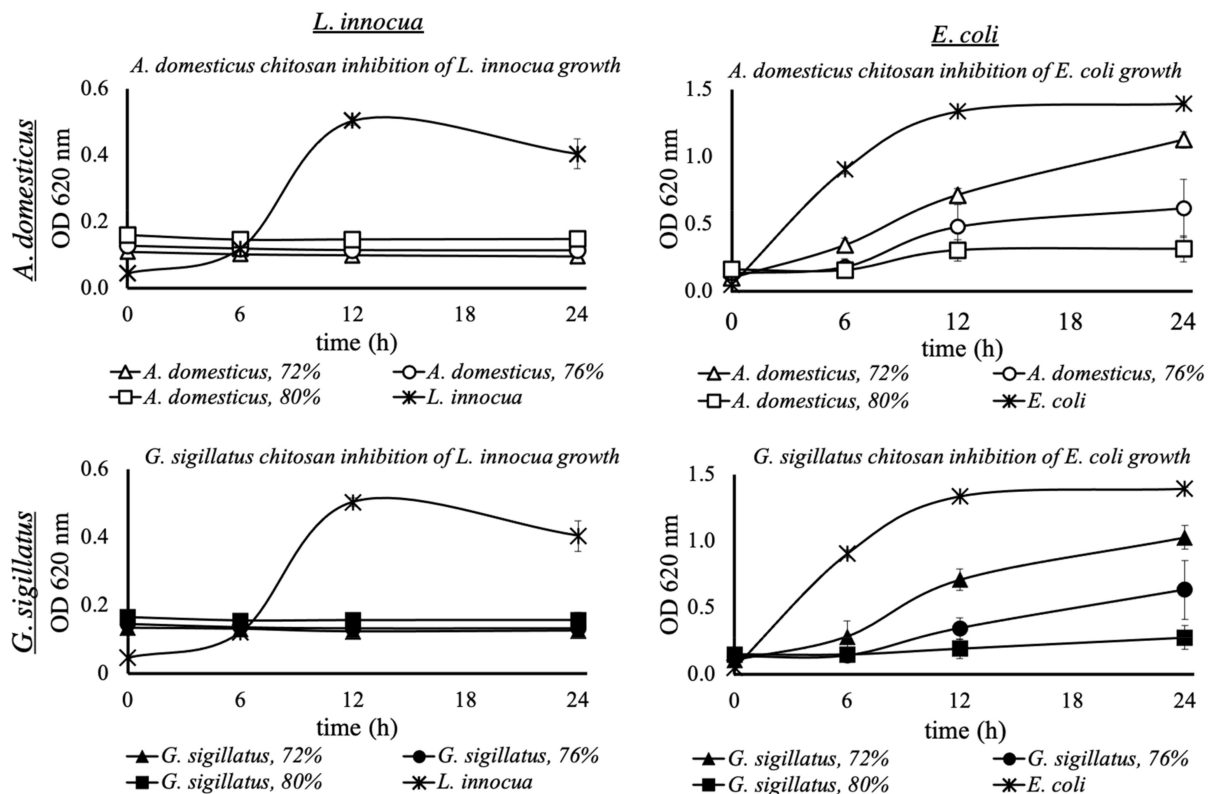 L. innocua
E. coli
A. domesticus
A. domesticus chitosan inhibition of L. innocua growth
OD 620 nm
0.6
0.4
0.2
0.0
0 6 12 18 24
time (h)
A. domesticus, 72% A. domesticus, 76%
A. domesticus, 80% L. innocua
A. domesticus chitosan inhibition of E. coli growth
OD 620 nm
1.5
1.0
0.5
0.0
0 6 12 18 24
time (h)
A. domesticus, 72% A. domesticus, 76%
A. domesticus, 80% E. coli
G. sigillatus
G. sigillatus chitosan inhibition of L. innocua growth
OD 620 nm
0.6
0.4
0.2
0
0 6 12 18 24
time (h)
G. sigillatus, 72% G. sigillatus, 76%
G. sigillatus, 80% L. innocua
G. sigillatus chitosan inhibition of E. coli growth
OD 620 nm
1.5
1.0
0.5
0.0
0 6 12 18 24
time (h)
G. sigillatus, 72% G. sigillatus, 76%
G. sigillatus, 80% E. coli